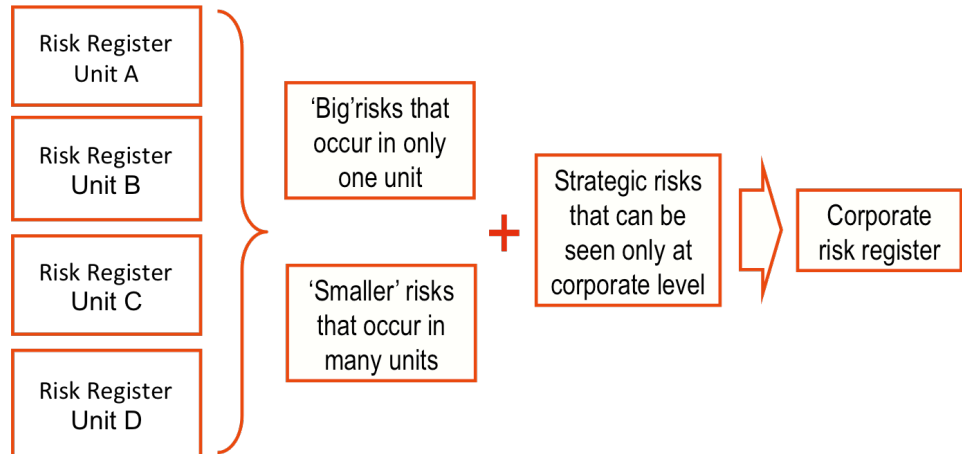 Risk Register
Unit A
Risk Register
Unit B
Risk Register
Unit C
Risk Register
Unit D
‘Big’risks that
occur in only
one unit
‘Smaller’ risks
that occur in
many units
+
Strategic risks
that can be
seen only at
corporate level
Corporate
risk register